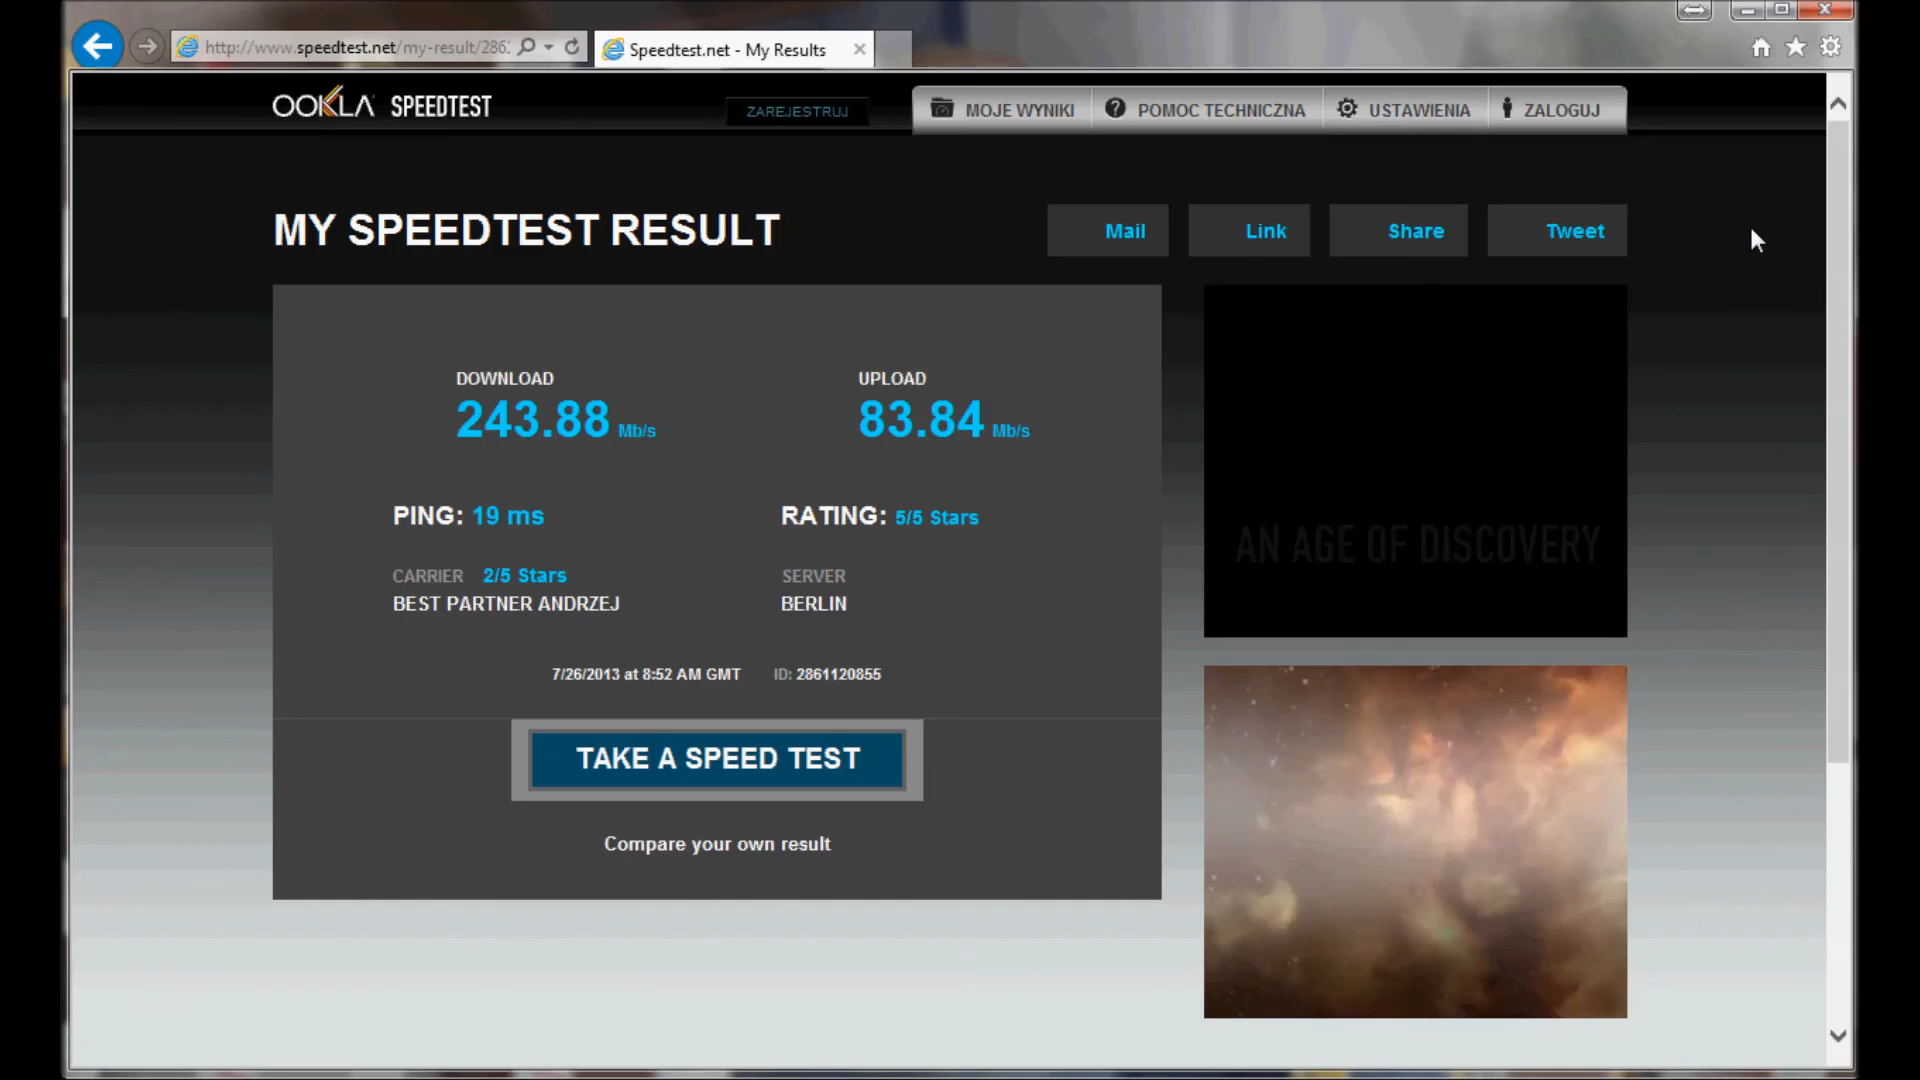 http://www.speedtest.net/my-result/286
Speedtest.net - My Results
OOKLA SPEEDTEST
ZAREJESTRUJ
MOJE WYNIKI
POMOC TECHNICZNA
USTAWIENIA
ZALOGUJ
MY SPEEDTEST RESULT
Mail
Link
Share
Tweet
DOWNLOAD
243.88 Mb/s
UPLOAD
83.84 Mb/s
PING: 19 ms
RATING: 5/5 Stars
CARRIER 2/5 Stars
BEST PARTNER ANDRZEJ
SERVER
BERLIN
7/26/2013 at 8:52 AM GMT
ID: 2861120855
TAKE A SPEED TEST
Compare your own result
AN AGE OF DISCOVERY